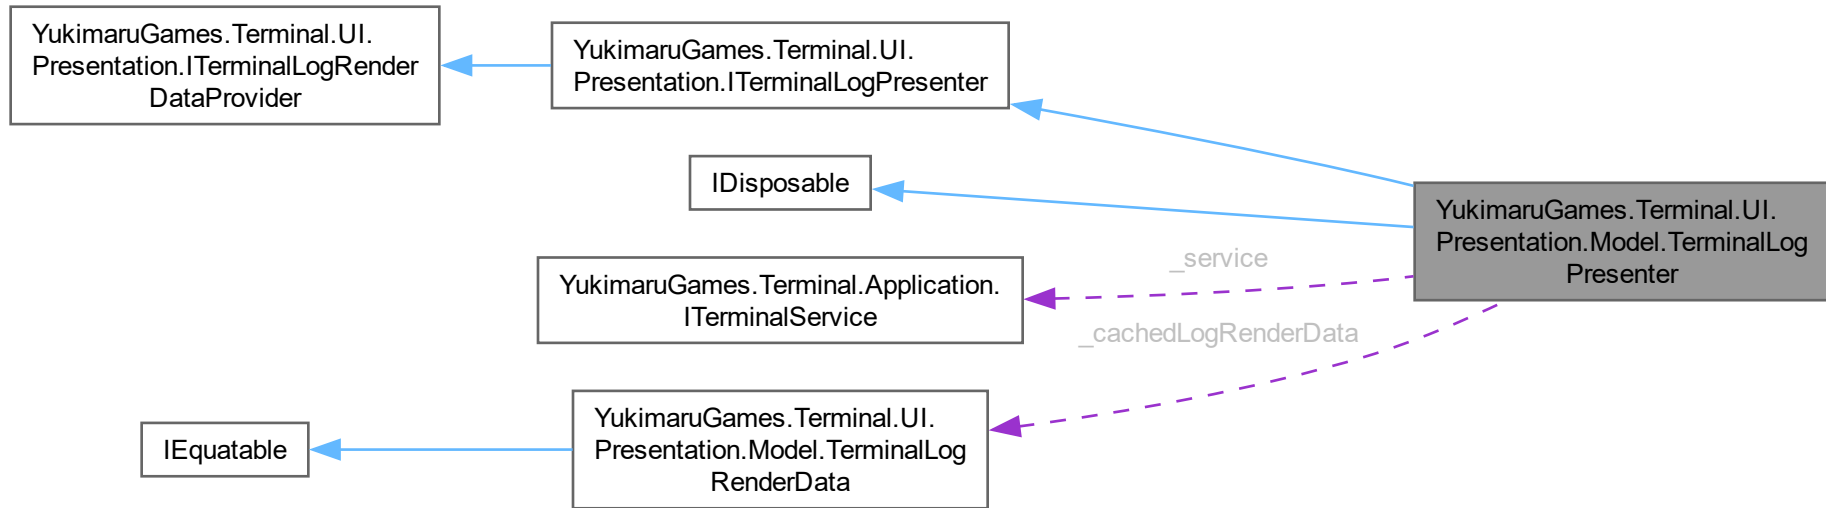 YukimaruGames.Terminal.UI.
Presentation.ITerminalLogRender
DataProvider
YukimaruGames.Terminal.UI.
Presentation.ITerminalLogPresenter
IDisposable
YukimaruGames.Terminal.UI.
Presentation.Model.TerminalLog
Presenter
_service
YukimaruGames.Terminal.Application.
ITerminalService
_cachedLogRenderData
IEquatable
YukimaruGames.Terminal.UI.
Presentation.Model.TerminalLog
RenderData